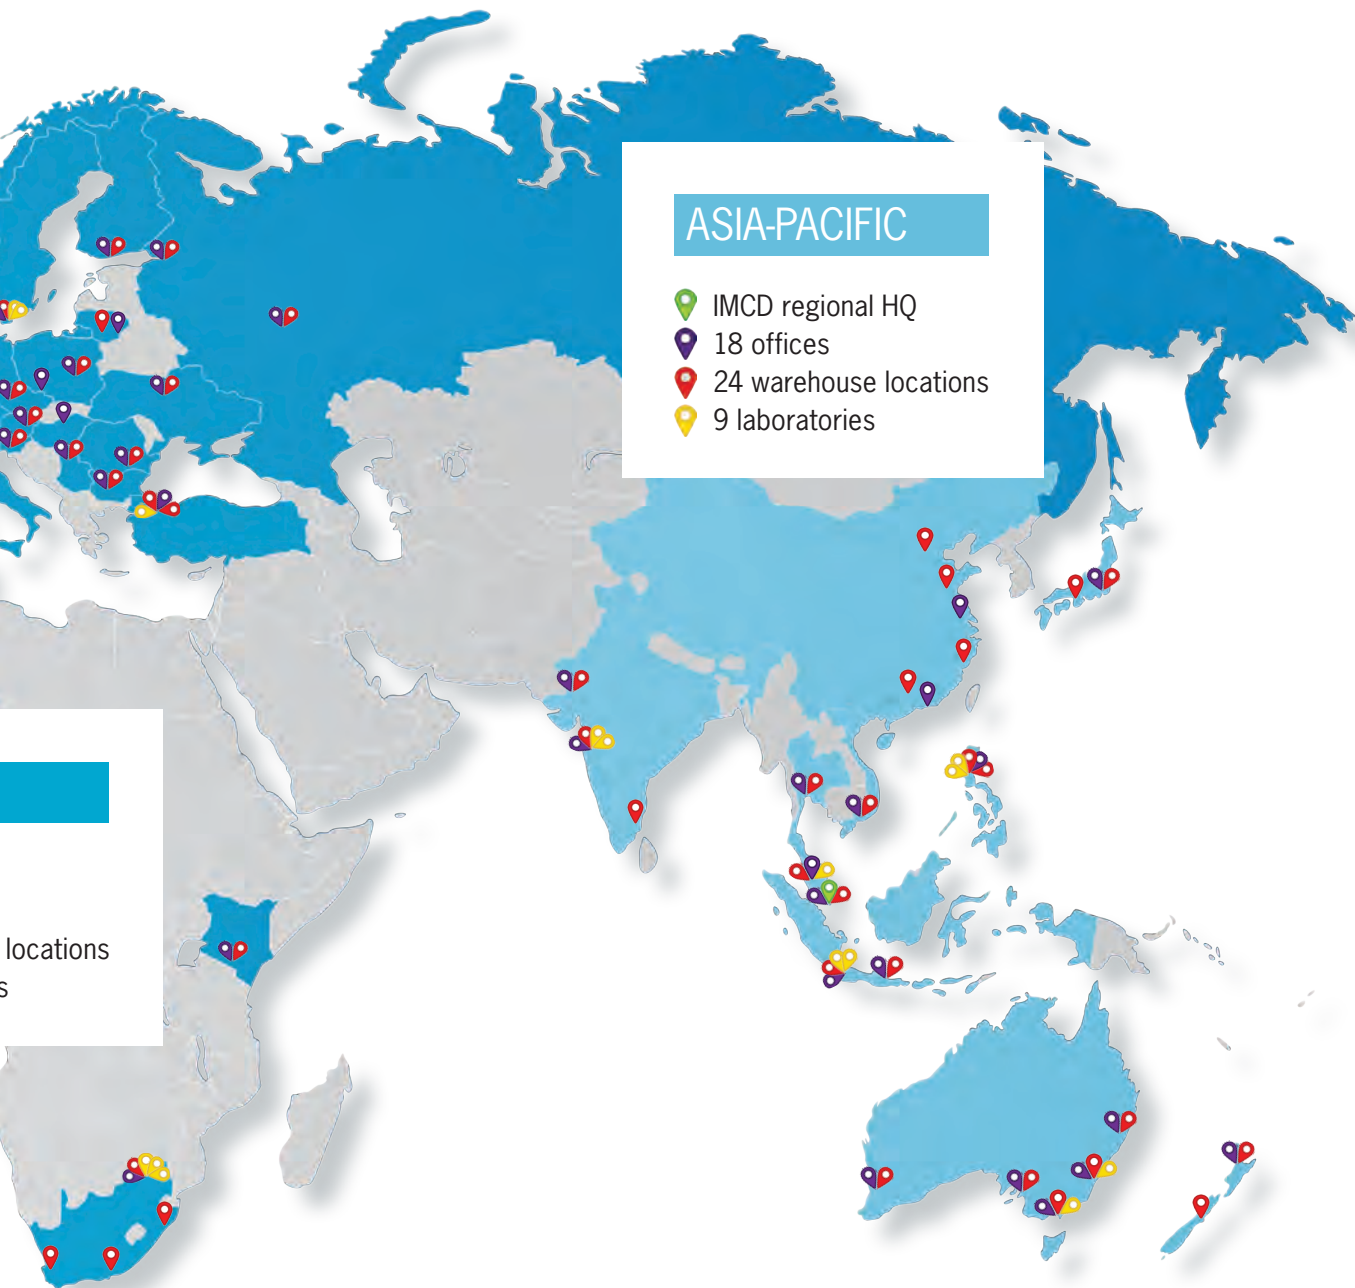 ASIA-PACIFIC
IMCD regional HQ
18 offices
24 warehouse locations
9 laboratories
locations
s